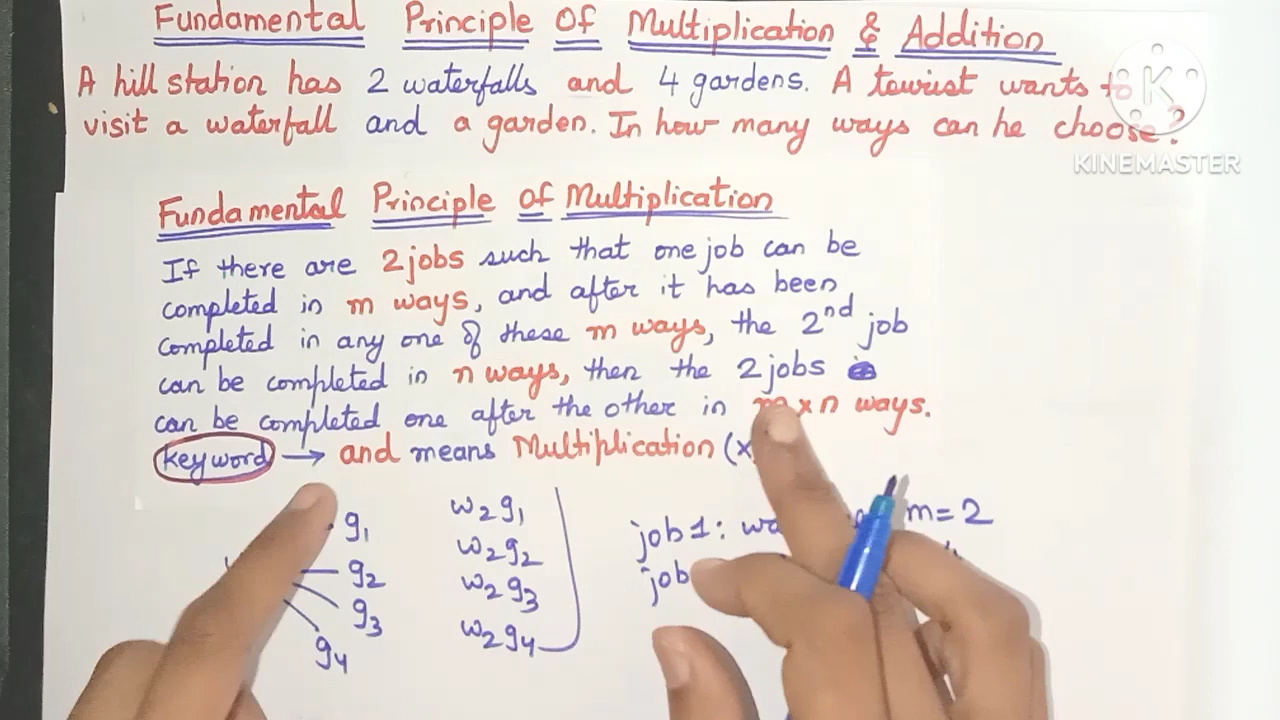 Fundamental Principle Of Multiplication & Addition
A hill station has 2 waterfalls and 4 gardens. A tourist wants to
visit a waterfall and a garden. In how many ways can he choose?
KINEMASTER
Fundamental Principle of Multiplication
If there are 2 jobs such that one job can be
completed in m ways, and after it has been
completed in any one of these m ways, the 2nd job
can be completed in n ways, then the 2 jobs
can be completed one after the other in m x n ways.
Keyword → and means Multiplication (x
g1
g2
g3
g4
w2g1
w2g2
w2g3
w2g4
job 1: m = 2
job